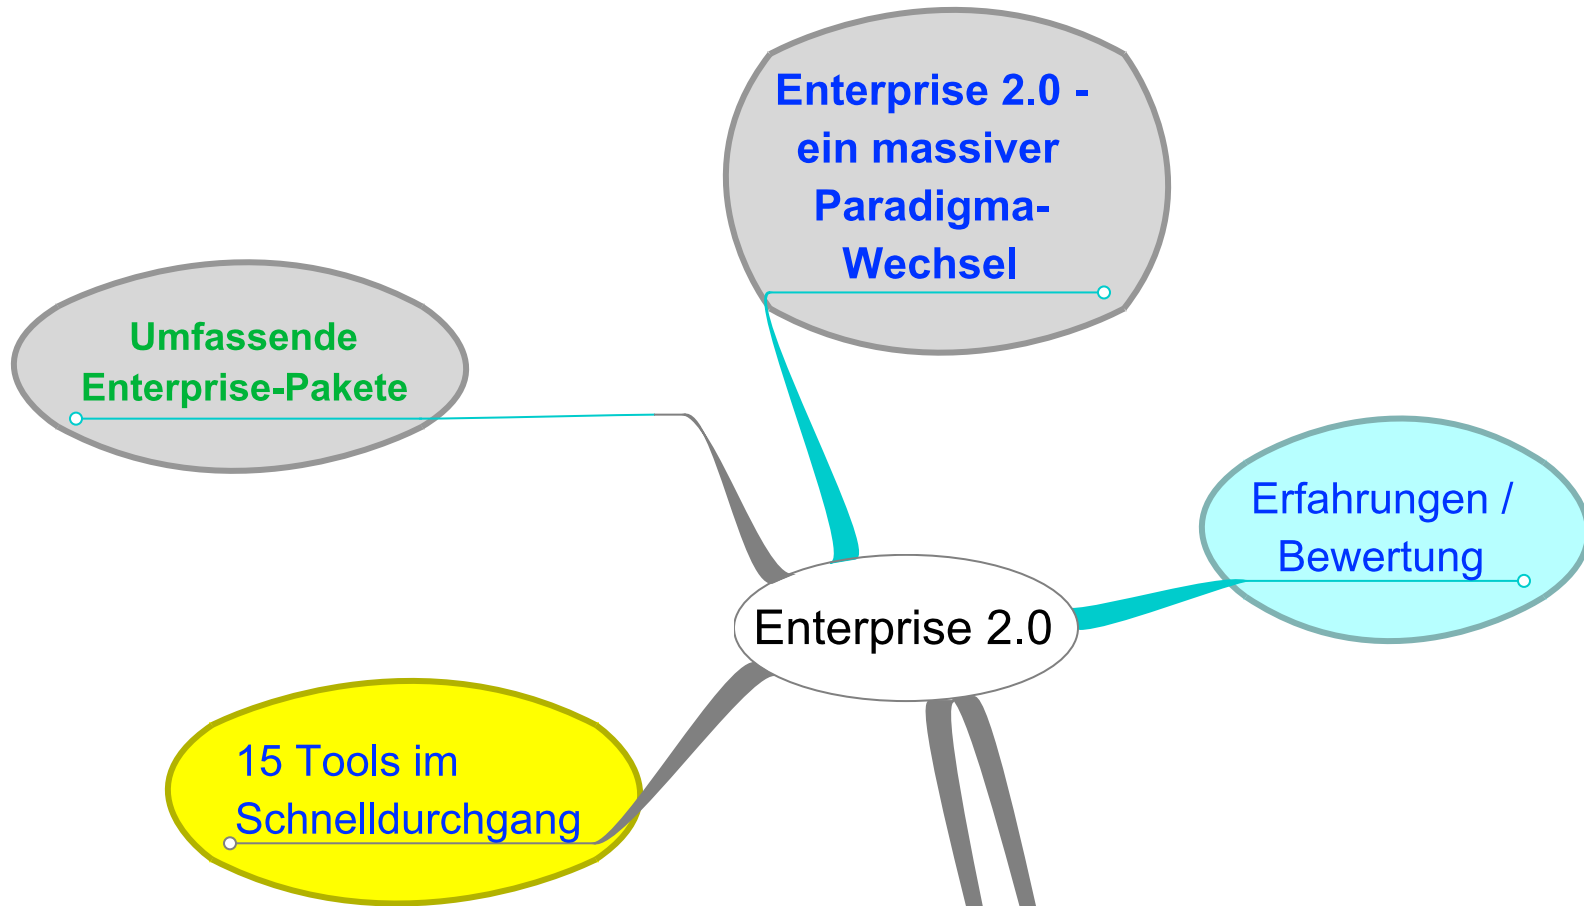 Enterprise 2.0 -
ein massiver
Paradigma-
Wechsel
Umfassende
Enterprise-Pakete
Erfahrungen /
Bewertung
Enterprise 2.0
15 Tools im
Schnelldurchgang